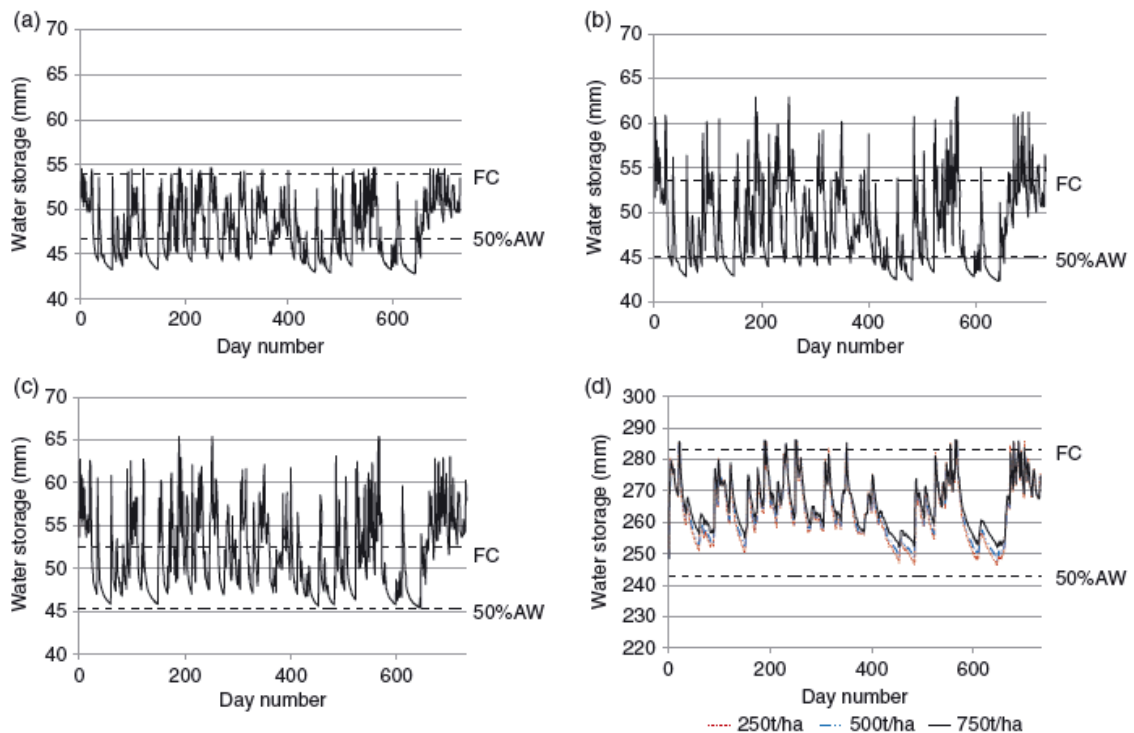 (a)
70
65
60
55
50
45
40
Water storage (mm)
FC
50%AW
0 200 400 600
Day number
(b)
70
65
60
55
50
45
40
Water storage (mm)
FC
50%AW
0 200 400 600
Day number
(c)
70
65
60
55
50
45
40
Water storage (mm)
FC
50%AW
0 200 400 600
Day number
(d)
300
290
280
270
260
250
240
230
220
Water storage (mm)
FC
50%AW
0 200 400 600
Day number
250t/ha 500t/ha 750t/ha